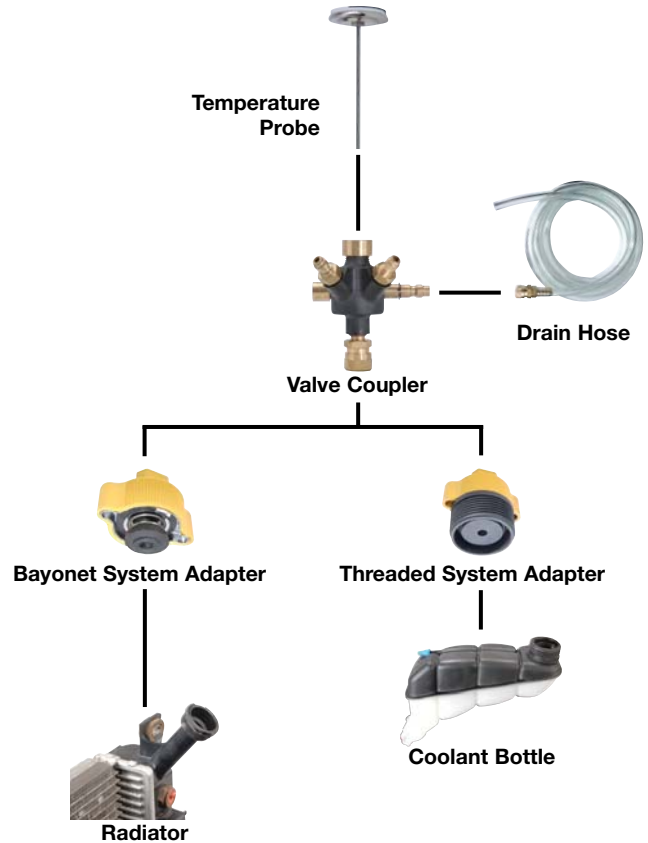 Temperature
Probe
Drain Hose
Valve Coupler
Bayonet System Adapter
Threaded System Adapter
Coolant Bottle
Radiator